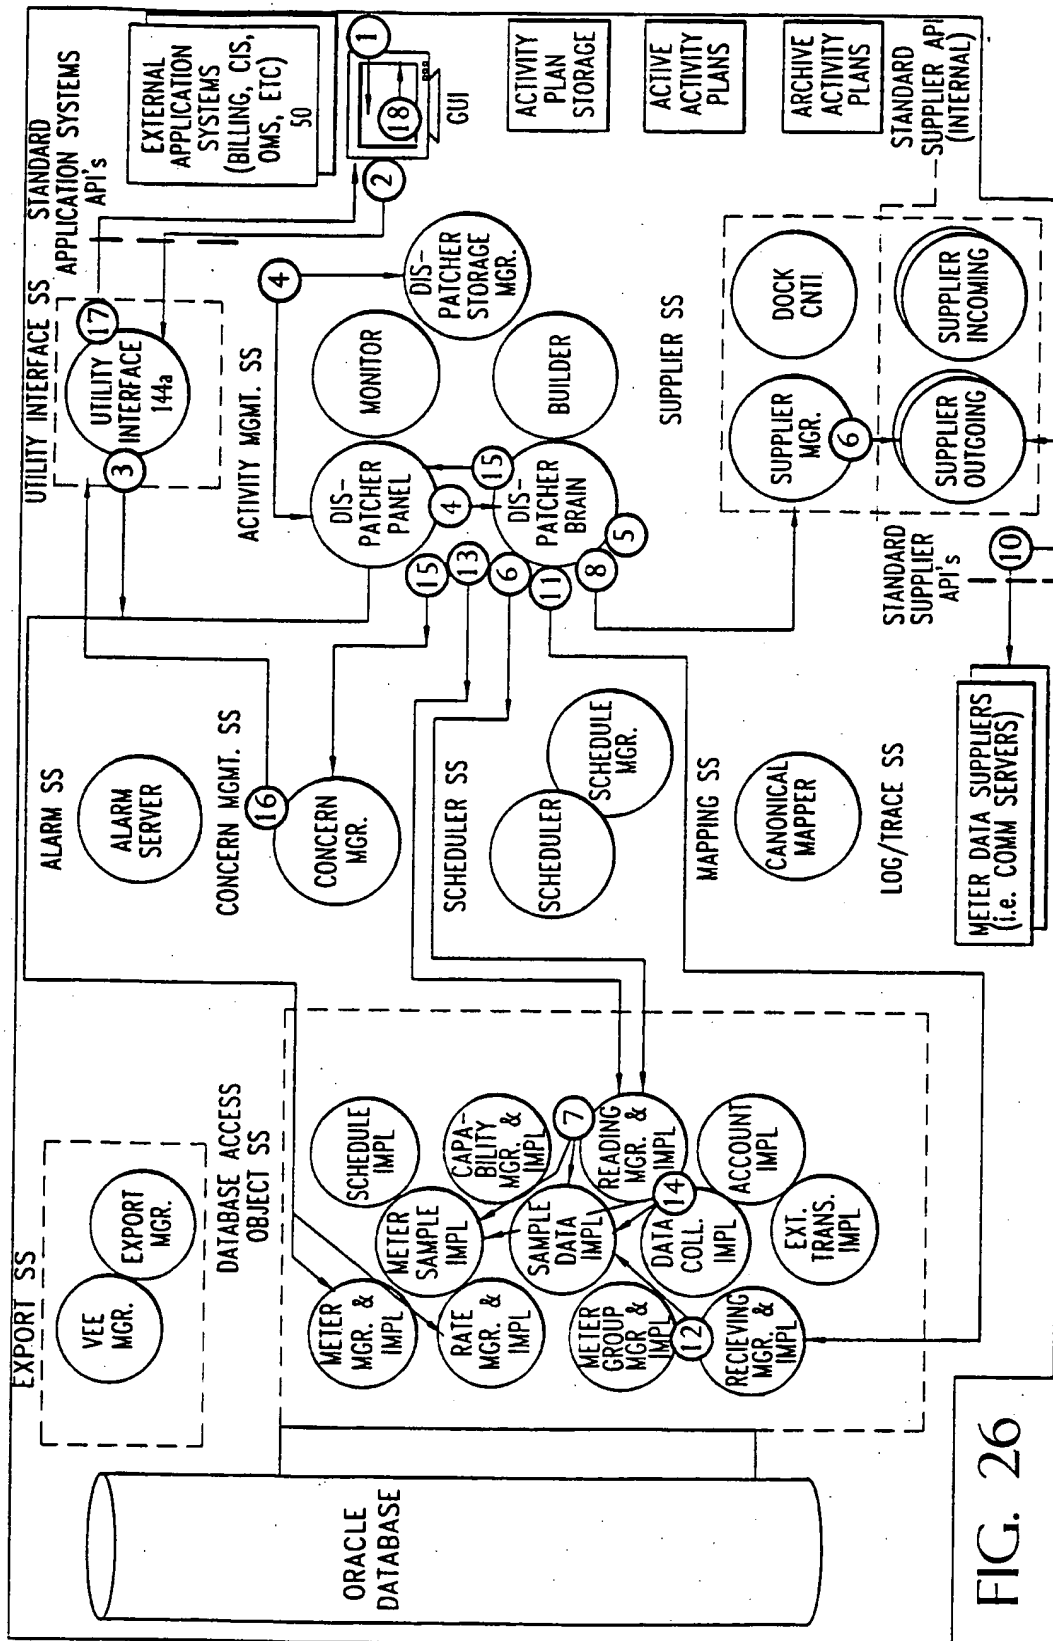 EXPORT SS
VEE
MGR.
EXPORT
MGR.
ORACLE
DATABASE
DATABASE ACCESS
OBJECT SS
SCHEDULE
IMPL
METER
SAMPLE
IMPL
CAPA-
BILITY
MGR. &
IMPL
METER
MGR. &
IMPL
RATE
MGR. &
IMPL
SAMPLE
DATA
IMPL
7
READING
MGR. &
IMPL
14
METER
GROUP
MGR &
IMPL
DATA
COLL.
IMPL
ACCOUNT
IMPL
12
RECIEVING
MGR. &
IMPL
EXT.
TRANS.
IMPL
ALARM SS
ALARM
SERVER
CONCERN MGMT. SS
16
CONCERN
MGR.
SCHEDULER SS
SCHEDULER
SCHEDULE
MGR.
MAPPING SS
CANONICAL
MAPPER
LOG/TRACE SS
METER DATA SUPPLIERS
(i.e. COMM SERVERS)
UTILITY INTERFACE SS
17
UTILITY
INTERFACE
144a
3
ACTIVITY MGMT. SS
4
DIS-
PATCHER
PANEL
MONITOR
DIS-
PATCHER
STORAGE
MGR.
4
15
DIS-
PATCHER
BRAIN
BUILDER
15
13
6
11
8
5
SUPPLIER SS
SUPPLIER
MGR.
DOCK
CNTL
6
SUPPLIER
OUTGOING
SUPPLIER
INCOMING
STANDARD
SUPPLIER
API's
10
STANDARD
APPLICATION SYSTEMS
API's
EXTERNAL
APPLICATION
SYSTEMS
(BILLING, CIS,
OMS, ETC)
50
1
18
2
GUI
ACTIVITY
PLAN
STORAGE
ACTIVE
ACTIVITY
PLANS
ARCHIVE
ACTIVITY
PLANS
STANDARD
SUPPLIER API
(INTERNAL)
FIG. 26